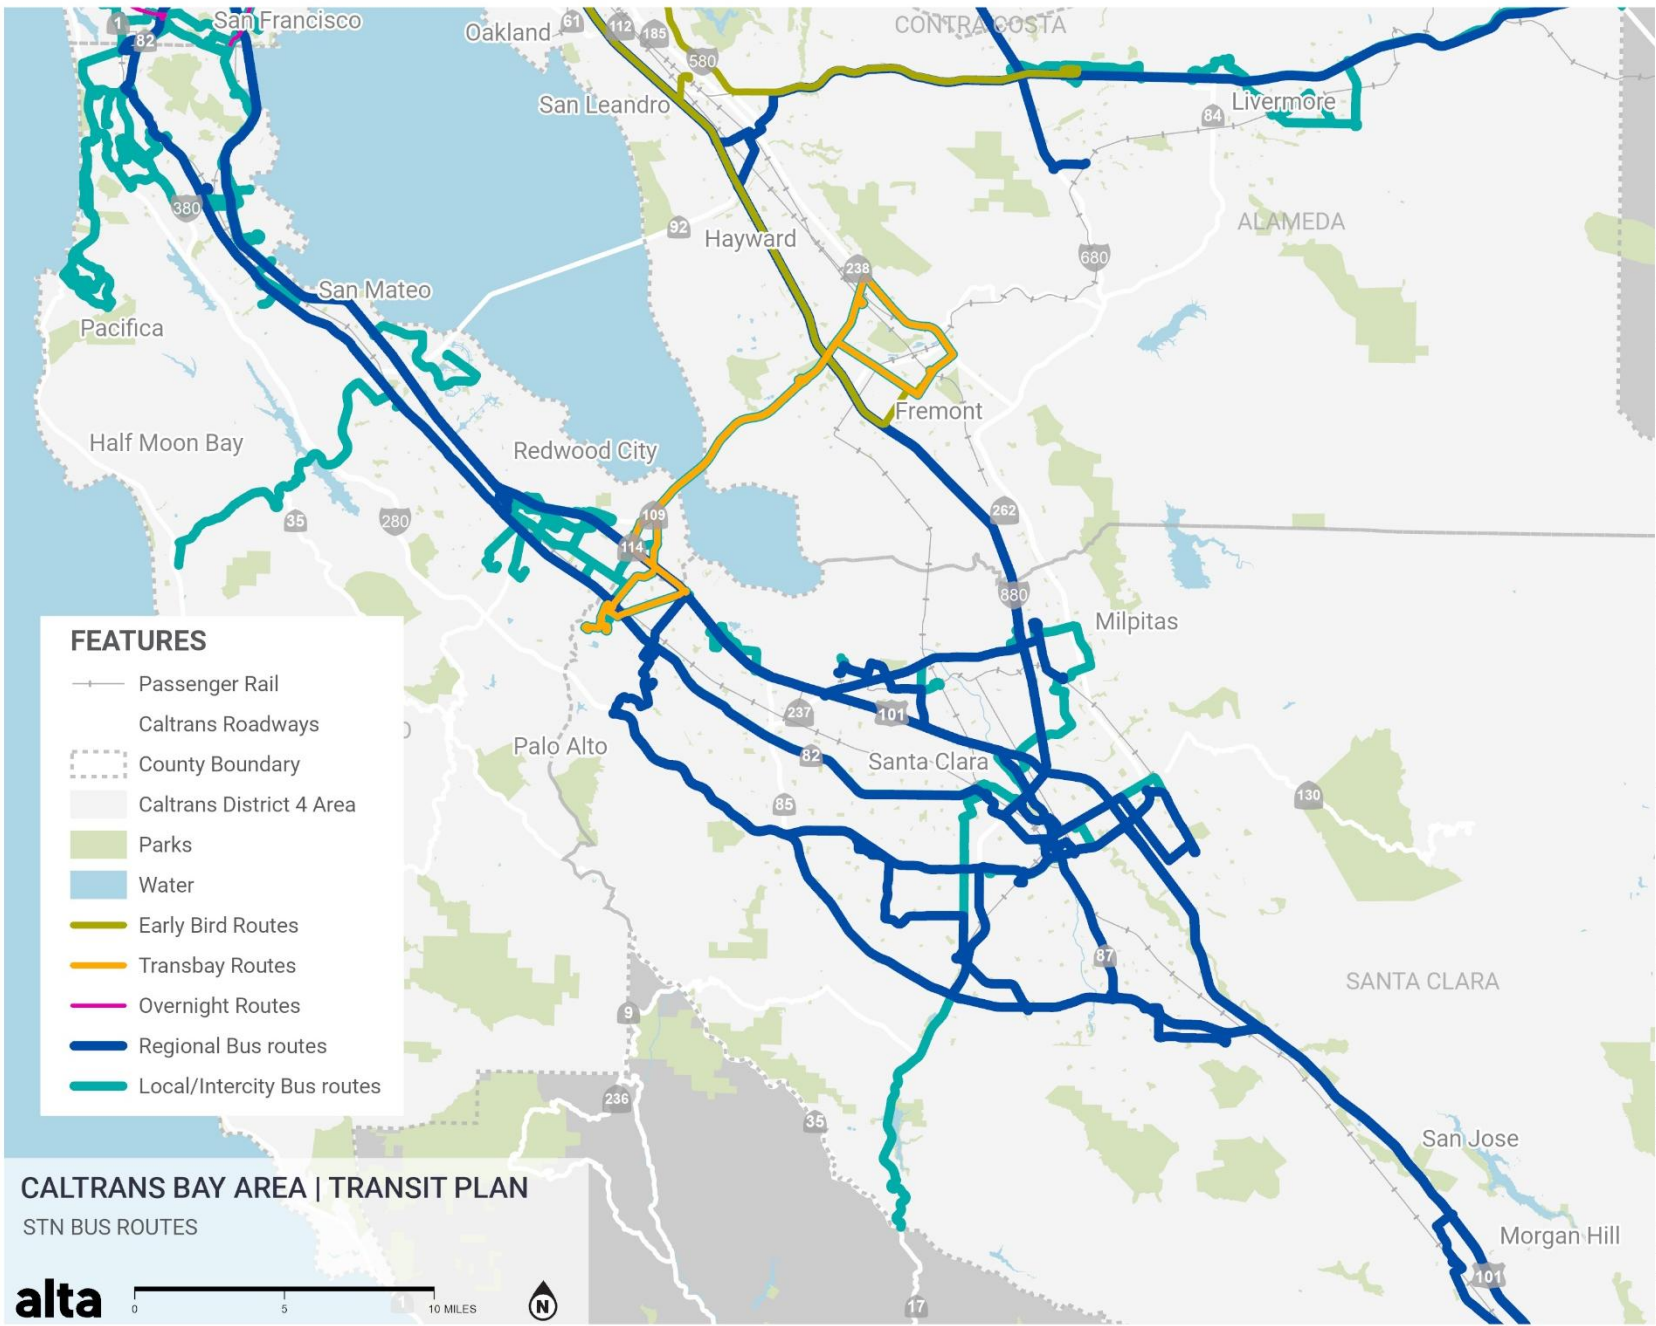 1
San Francisco
82
Oakland
61
112
185
580
CONTRA COSTA
San Leandro
84
Livermore
380
92
Hayward
ALAMEDA
238
680
San Mateo
Pacifica
Fremont
Half Moon Bay
Redwood City
35
280
109
114
262
880
Milpitas
FEATURES
Passenger Rail
Caltrans Roadways
County Boundary
Caltrans District 4 Area
Parks
Water
Early Bird Routes
Transbay Routes
Overnight Routes
Regional Bus routes
Local/Intercity Bus routes
237
101
Palo Alto
82
Santa Clara
85
130
87
SANTA CLARA
9
236
35
San Jose
Morgan Hill
101
17
CALTRANS BAY AREA | TRANSIT PLAN
STN BUS ROUTES
alta
0
5
10 MILES
N
1